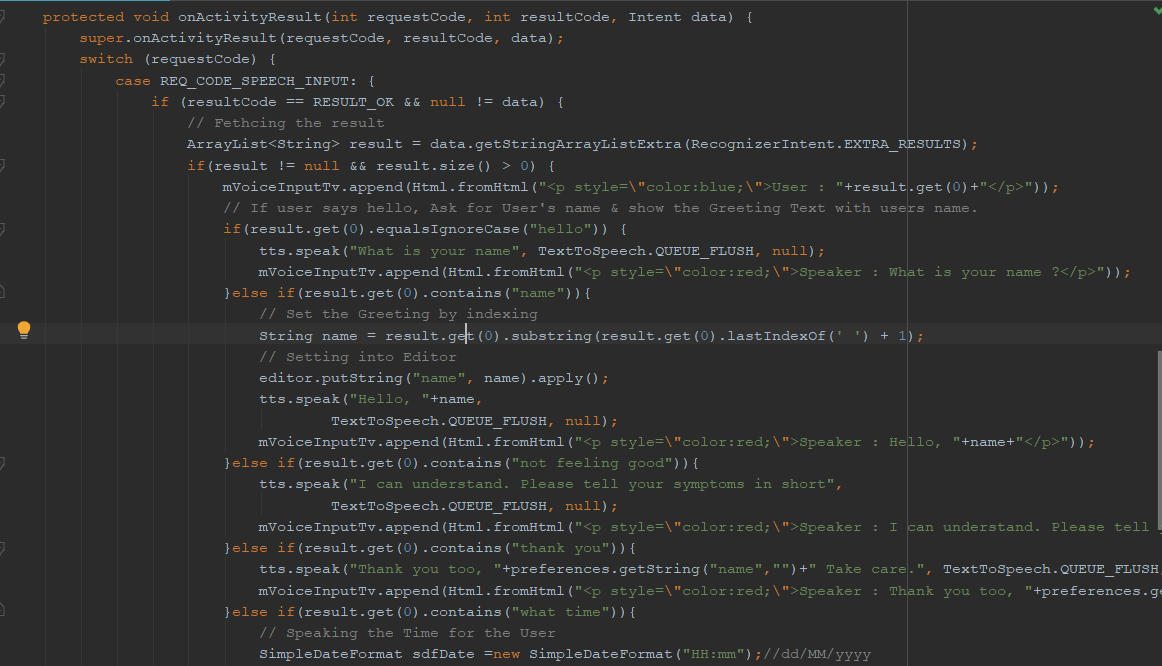 protected void onActivityResult(int requestCode, int resultCode, Intent data) {
super.onActivityResult(requestCode, resultCode, data);
switch (requestCode) {
case REQ_CODE_SPEECH_INPUT: {
if (resultCode == RESULT_OK && null != data) {
// Fethcing the result
ArrayList<String> result = data.getStringArrayListExtra(RecognizerIntent.EXTRA_RESULTS);
if(result != null && result.size() > 0) {
mVoiceInputTv.append(Html.fromHtml("<p style=\"color:blue;\">User : "+result.get(0)+"</p>"));
// If user says hello, Ask for User's name & show the Greeting Text with users name.
if(result.get(0).equalsIgnoreCase("hello")) {
tts.speak("What is your name", TextToSpeech.QUEUE_FLUSH, null);
mVoiceInputTv.append(Html.fromHtml("<p style=\"color:red;\">Speaker : What is your name ?</p>"));
}else if(result.get(0).contains("name")){
// Set the Greeting by indexing
String name = result.get(0).substring(result.get(0).lastIndexOf(' ') + 1);
// Setting into Editor
editor.putString("name", name).apply();
tts.speak("Hello, "+name,
TextToSpeech.QUEUE_FLUSH, null);
mVoiceInputTv.append(Html.fromHtml("<p style=\"color:red;\">Speaker : Hello, "+name+"</p>"));
}else if(result.get(0).contains("not feeling good")){
tts.speak("I can understand. Please tell your symptoms in short",
TextToSpeech.QUEUE_FLUSH, null);
mVoiceInputTv.append(Html.fromHtml("<p style=\"color:red;\">Speaker : I can understand. Please tell
}else if(result.get(0).contains("thank you")){
tts.speak("Thank you too, "+preferences.getString("name","")+" Take care.", TextToSpeech.QUEUE_FLUSH,
mVoiceInputTv.append(Html.fromHtml("<p style=\"color:red;\">Speaker : Thank you too, "+preferences.ge
}else if(result.get(0).contains("what time")){
// Speaking the Time for the User
SimpleDateFormat sdfDate =new SimpleDateFormat("HH:mm");//dd/MM/yyyy